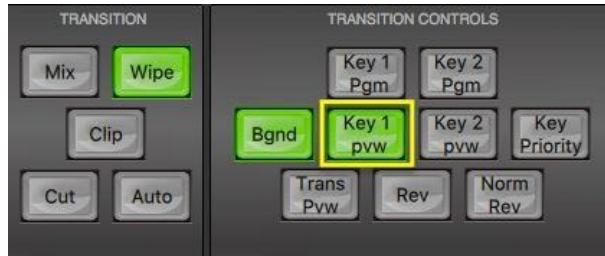 TRANSITION
Mix
Wipe
Clip
Cut
Auto
TRANSITION CONTROLS
Key 1
Pgm
Key 2
Pgm
Bgnd
Key 1
pvw
Key 2
pvw
Key
Priority
Trans
Pvw
Rev
Norm
Rev